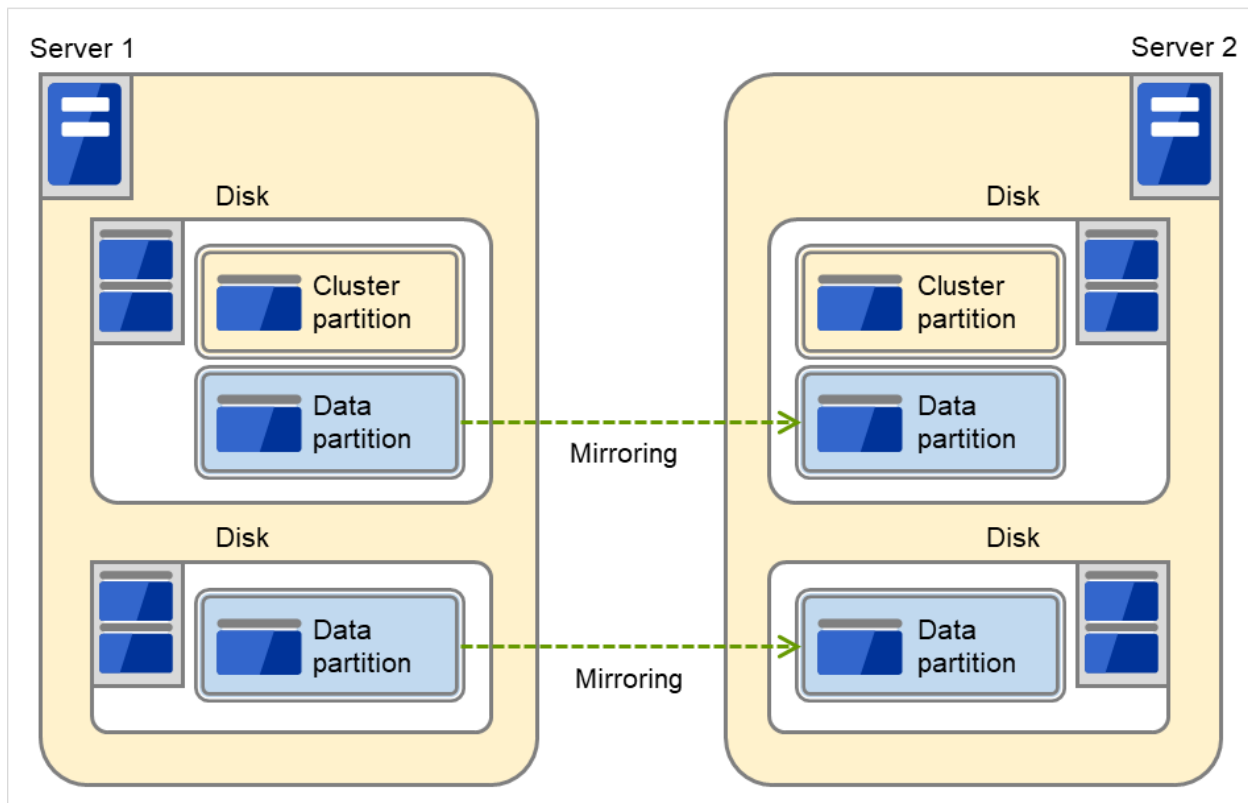 Server 1
Server 2
Disk
Disk
Cluster
partition
Cluster
partition
Data
partition
Data
partition
Mirroring
Disk
Disk
Data
partition
Data
partition
Mirroring